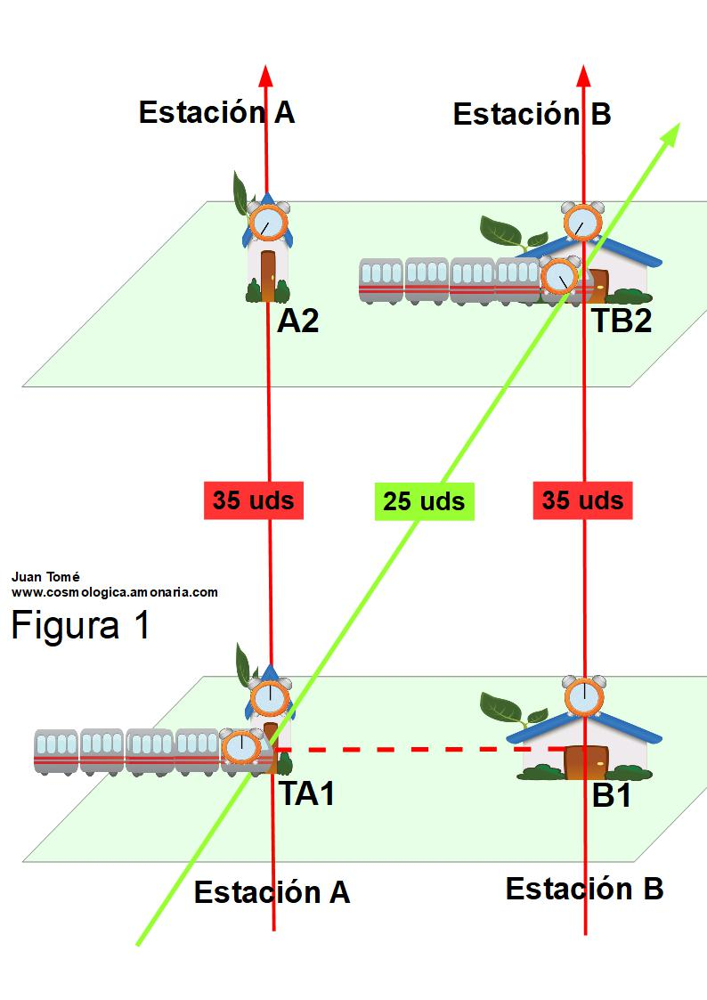 Estación A
Estación B
A2
TB2
35 uds
25 uds
35 uds
Juan Tomé
www.cosmologica.amonaria.com
Figura 1
TA1
B1
Estación A
Estación B